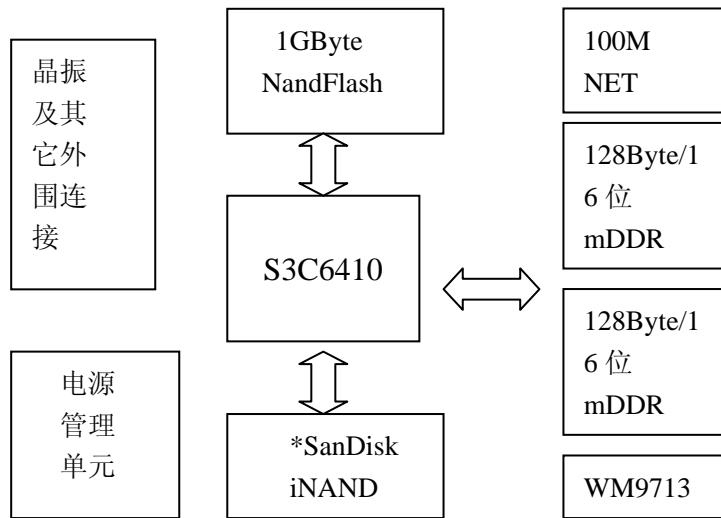 晶振
及其
它外
围连
接
电源
管理
单元
1GByte
NandFlash
S3C6410
*SanDisk
iNAND
100M
NET
128Byte/1
6 位
mDDR
128Byte/1
6 位
mDDR
WM9713